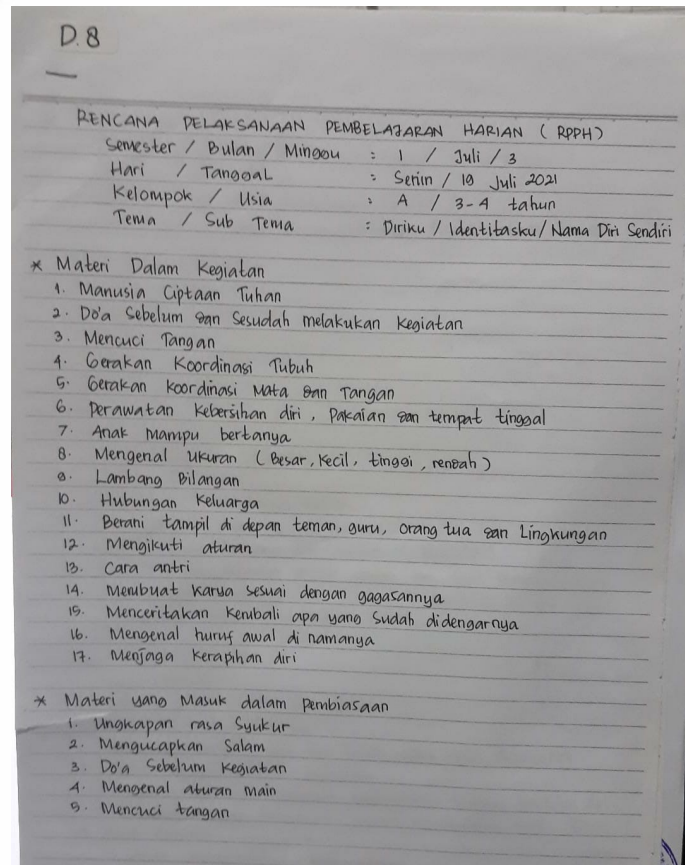 D.8
RENCANA PELAKSANAAN PEMBELAJARAN HARIAN ( RPPH )
Semester / Bulan / Minggu : 1 / Juli / 3
Hari / Tanggal : Senin / 19 Juli 2021
Kelompok / Usia : A / 3-4 tahun
Tema / Sub Tema : Diriku / Identitasku / Nama Diri Sendiri
* Materi Dalam Kegiatan
1. Manusia Ciptaan Tuhan
2. Do'a Sebelum dan Sesudah melakukan kegiatan
3. Mencuci Tangan
4. Gerakan Koordinasi Tubuh
5. Gerakan koordinasi Mata dan Tangan
6. Perawatan Kebersihan diri, Pakaian dan tempat tinggal
7. Anak Mampu bertanya
8. Mengenal ukuran ( Besar, Kecil, tinggi, rendah )
9. Lambang Bilangan
10. Hubungan Keluarga
11. Berani tampil di depan teman, guru, orang tua dan Lingkungan
12. Mengikuti aturan
13. Cara antri
14. Membuat Karya Sesuai dengan gagasannya
15. Menceritakan Kembali apa yang Sudah didengarnya
16. Mengenal huruf awal di namanya
17. Menjaga Kerapihan diri
* Materi yang Masuk dalam Pembiasaan
1. Ungkapan rasa Syukur
2. Mengucapkan Salam
3. Do'a Sebelum Kegiatan
4. Mengenal aturan Main
5. Mencuci tangan